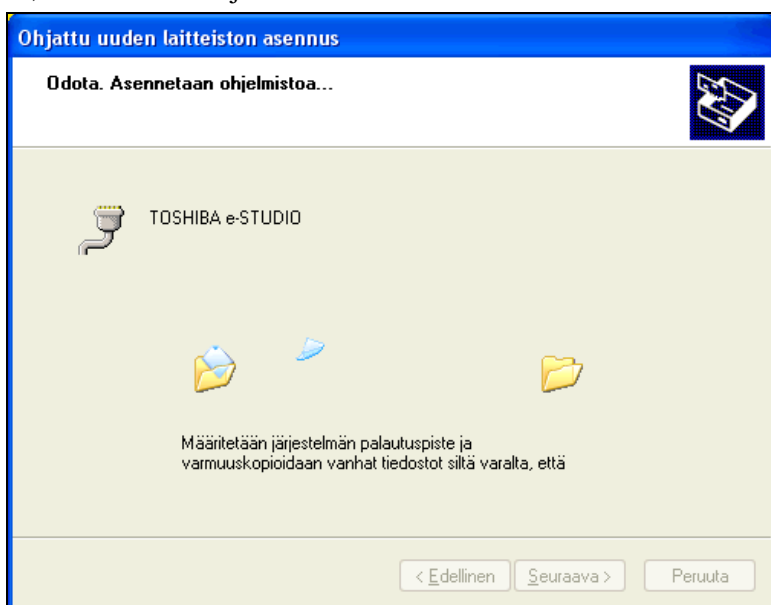 Ohjattu uuden laitteiston asennus
Odota. Asennetaan ohjelmistoa...
TOSHIBA e-STUDIO
Määritetään järjestelmän palautuspiste ja
varmuuskopioidaan vanhat tiedostot siltä varalta, että
< Edellinen
Seuraava >
Peruuta